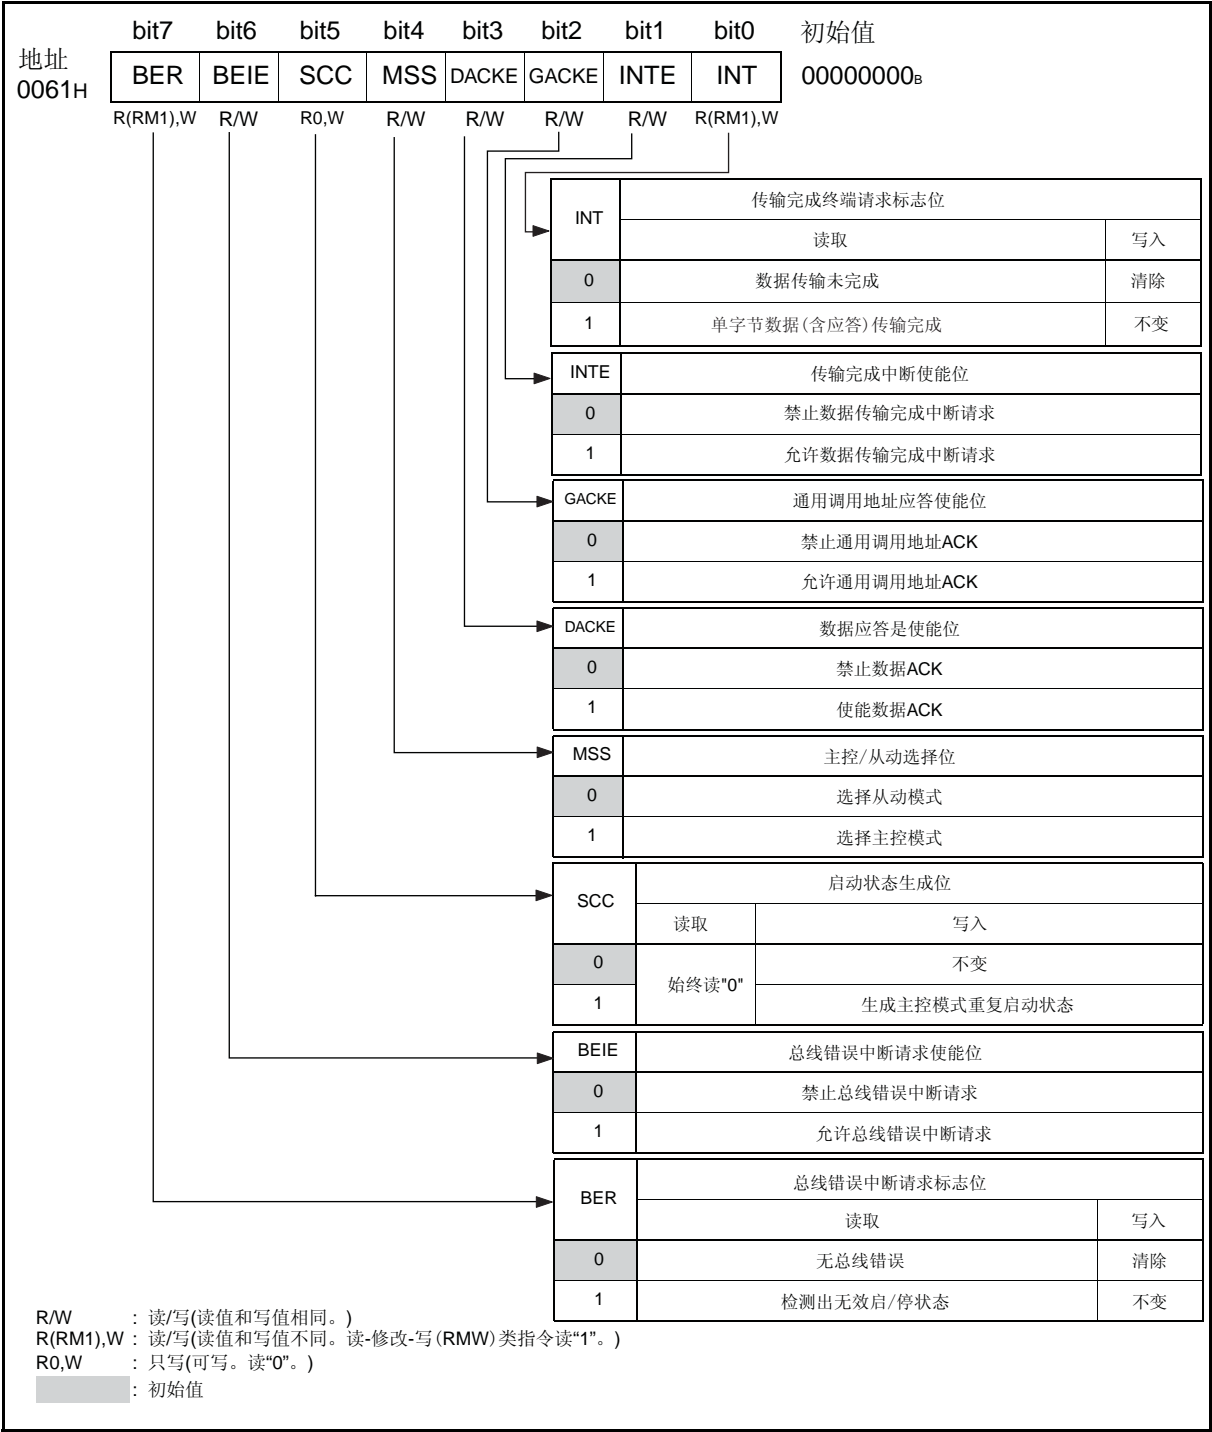 bit7 bit6 bit5 bit4 bit3 bit2 bit1 bit0 初始值
地址
0061H BER BEIE SCC MSS DACKE GACKE INTE INT 00000000B
R(RM1),W R/W R0,W R/W R/W R/W R/W R(RM1),W
INT 传输完成终端请求标志位
读取 写入
0 数据传输未完成 清除
1 单字节数据(含应答)传输完成 不变
INTE 传输完成中断使能位
0 禁止数据传输完成中断请求
1 允许数据传输完成中断请求
GACKE 通用调用地址应答使能位
0 禁止通用调用地址ACK
1 允许通用调用地址ACK
DACKE 数据应答是使能位
0 禁止数据ACK
1 使能数据ACK
MSS 主控/从动选择位
0 选择从动模式
1 选择主控模式
SCC 启动状态生成位
读取 写入
0 始终读"0" 不变
1 生成主控模式重复启动状态
BEIE 总线错误中断请求使能位
0 禁止总线错误中断请求
1 允许总线错误中断请求
BER 总线错误中断请求标志位
读取 写入
0 无总线错误 清除
1 检测出无效启/停状态 不变
R/W : 读/写(读值和写值相同。)
R(RM1),W : 读/写(读值和写值不同。读-修改-写(RMW)类指令读“1”。)
R0,W : 只写(可写。读“0”。)
: 初始值